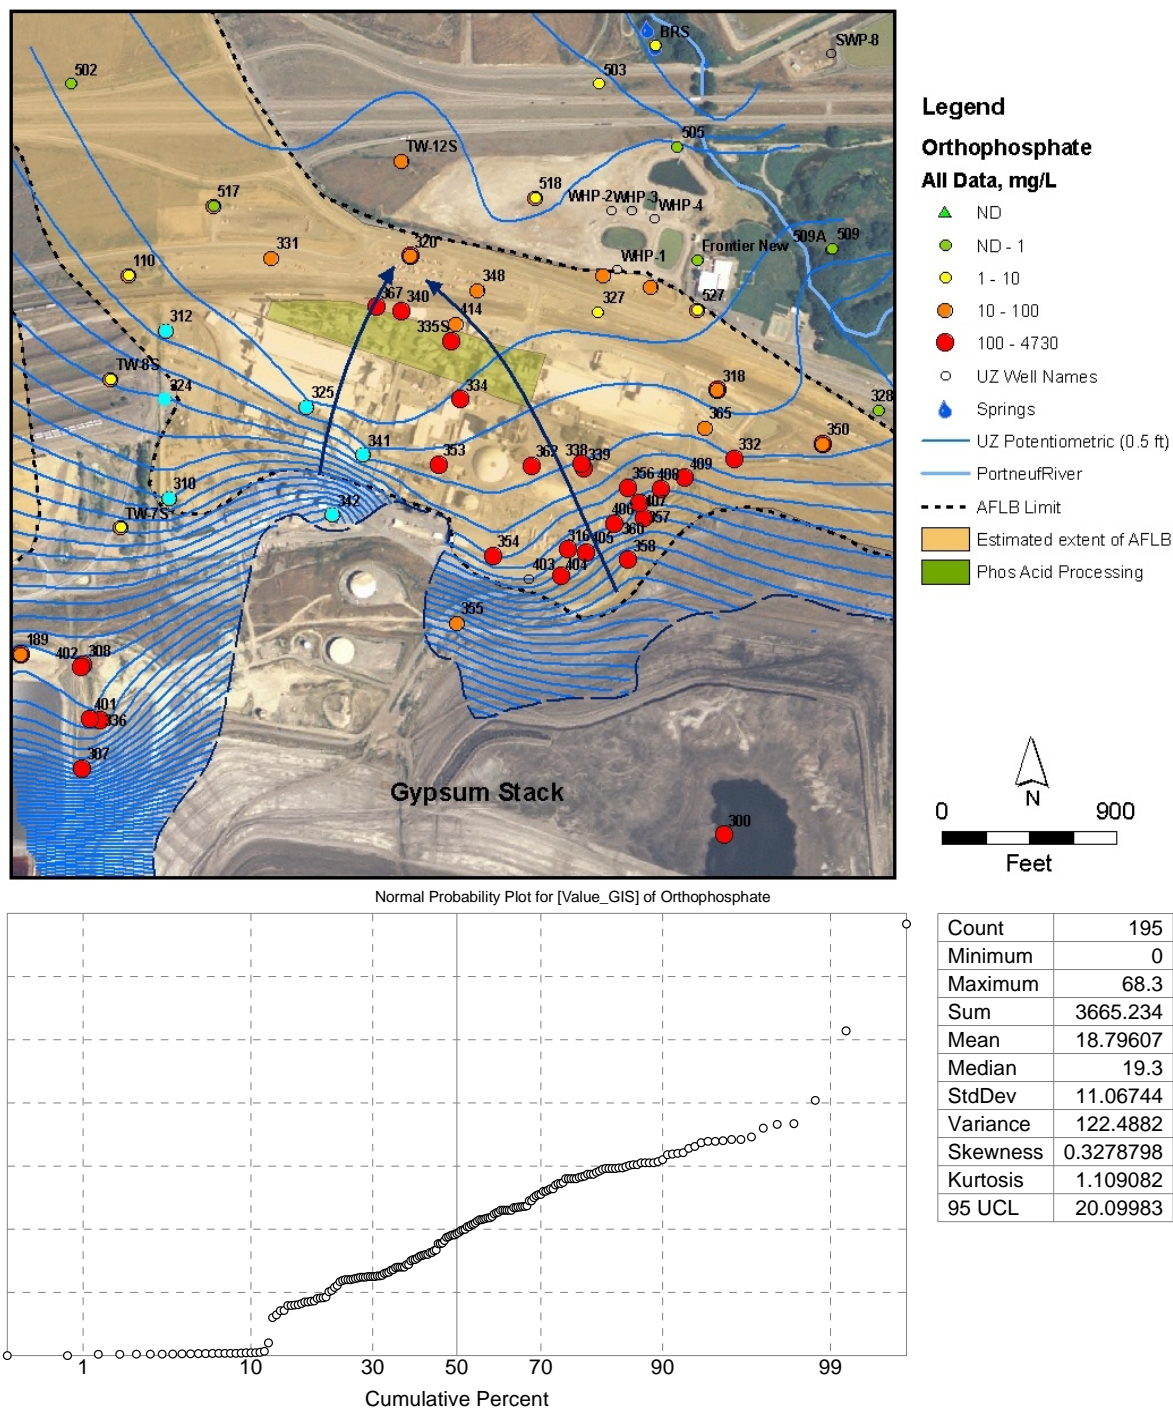 BRS
SWP-8
502
503
505
TW-12S
517
518
WHP-2 WHP-3
WHP-4
331
320
Frontier New
509A 509
110
WHP-1
348
367 340
327
527
312
414
335S
TW-8S
324
325
334
318
328
365
341
353
362
338 339
332
350
310
342
356 408 409
TW-7S
407
406 357
360
354
316 405
358
403 404
355
189
402 308
401
336
307
Gypsum Stack
300
Legend
Orthophosphate
All Data, mg/L
ND
ND - 1
1 - 10
10 - 100
100 - 4730
UZ Well Names
Springs
UZ Potentiometric (0.5 ft)
PortneufRiver
AFLB Limit
Estimated extent of AFLB
Phos Acid Processing
N
0 900
Feet
Normal Probability Plot for [Value_GIS] of Orthophosphate
1 10 30 50 70 90 99
Cumulative Percent
Count 195
Minimum 0
Maximum 68.3
Sum 3665.234
Mean 18.79607
Median 19.3
StdDev 11.06744
Variance 122.4882
Skewness 0.3278798
Kurtosis 1.109082
95 UCL 20.09983